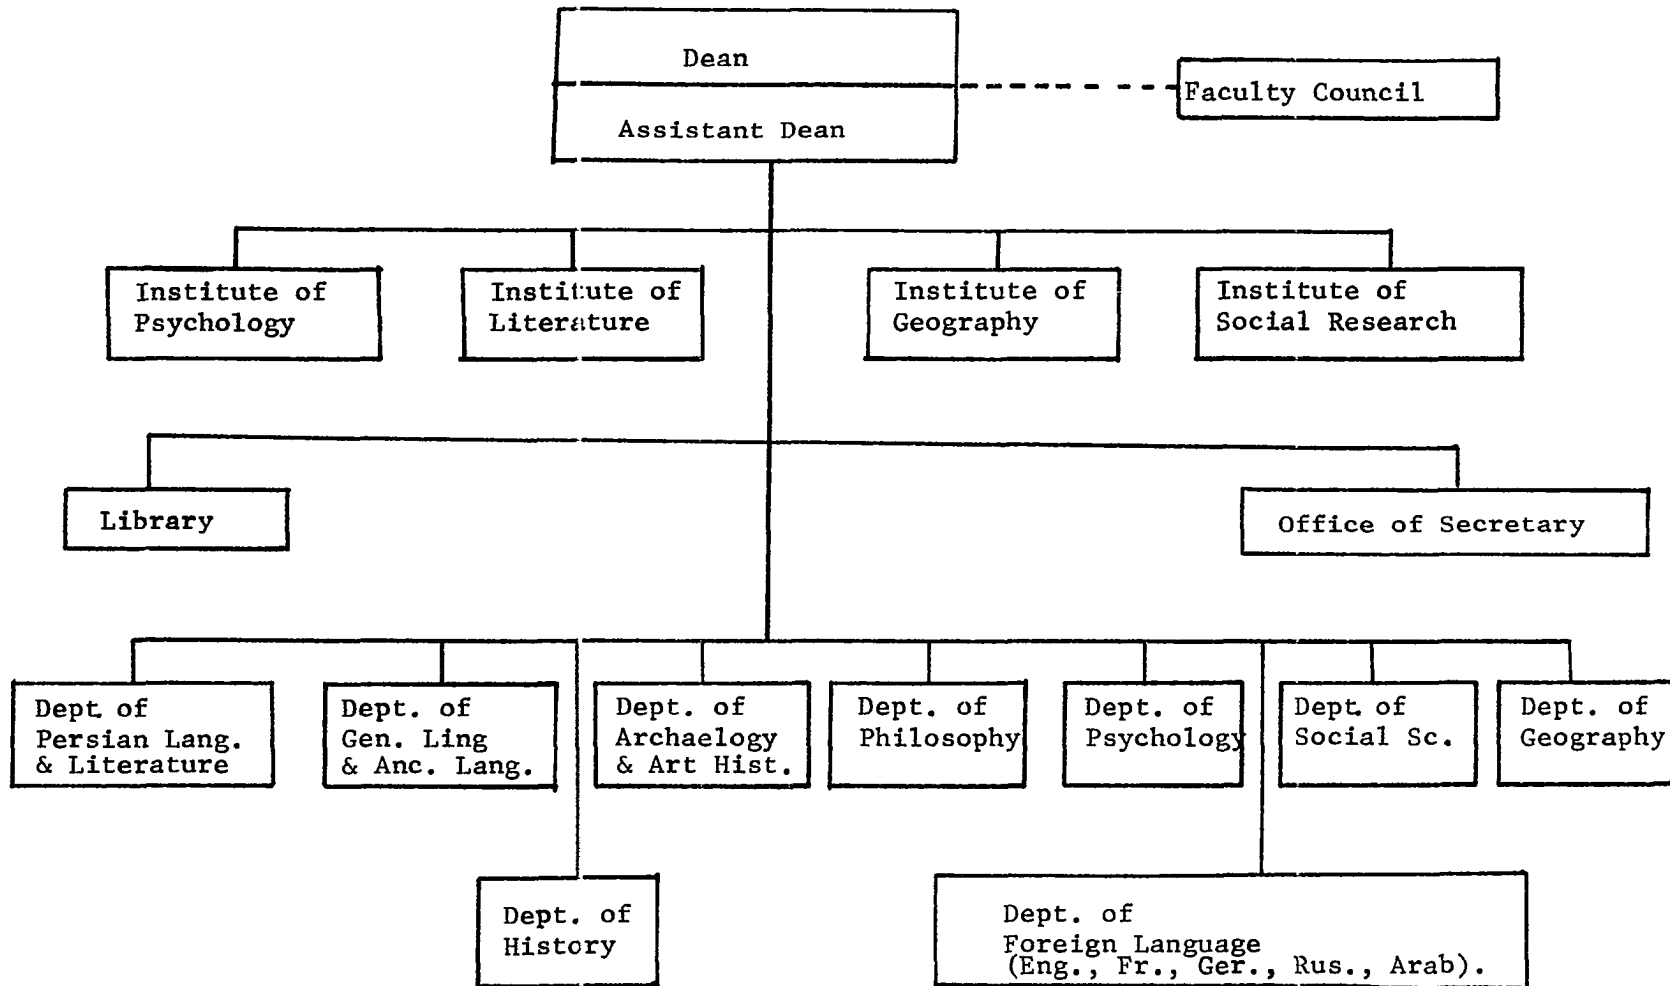 Dean
Faculty Council
Assistant Dean
Institute of
Psychology
Institute of
Literature
Institute of
Geography
Institute of
Social Research
Library
Office of Secretary
Dept. of
Persian Lang.
& Literature
Dept. of
Gen. Ling
& Anc. Lang.
Dept. of
Archaelogy
& Art Hist.
Dept. of
Philosophy
Dept. of
Psychology
Dept. of
Social Sc.
Dept. of
Geography
Dept. of
History
Dept. of
Foreign Language
(Eng., Fr., Ger., Rus., Arab).